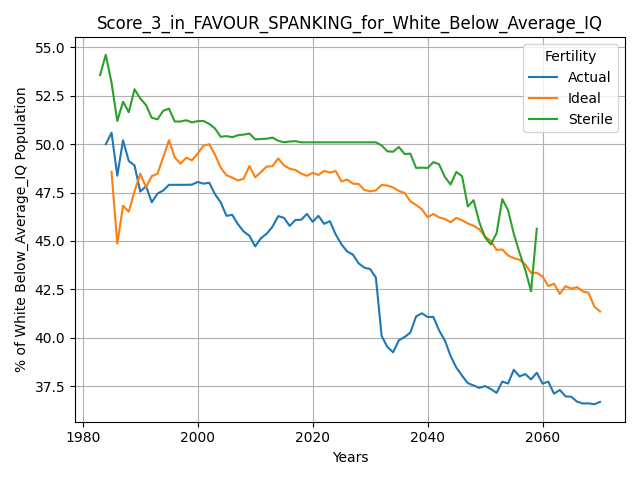 Score_3_in_FAVOUR_SPANKING_for_White_Below_Average_IQ
Fertility
Actual
Ideal
Sterile
% of White Below_Average_IQ Population
55.0
52.5
50.0
47.5
45.0
42.5
40.0
37.5
1980
2000
2020
2040
2060
Years